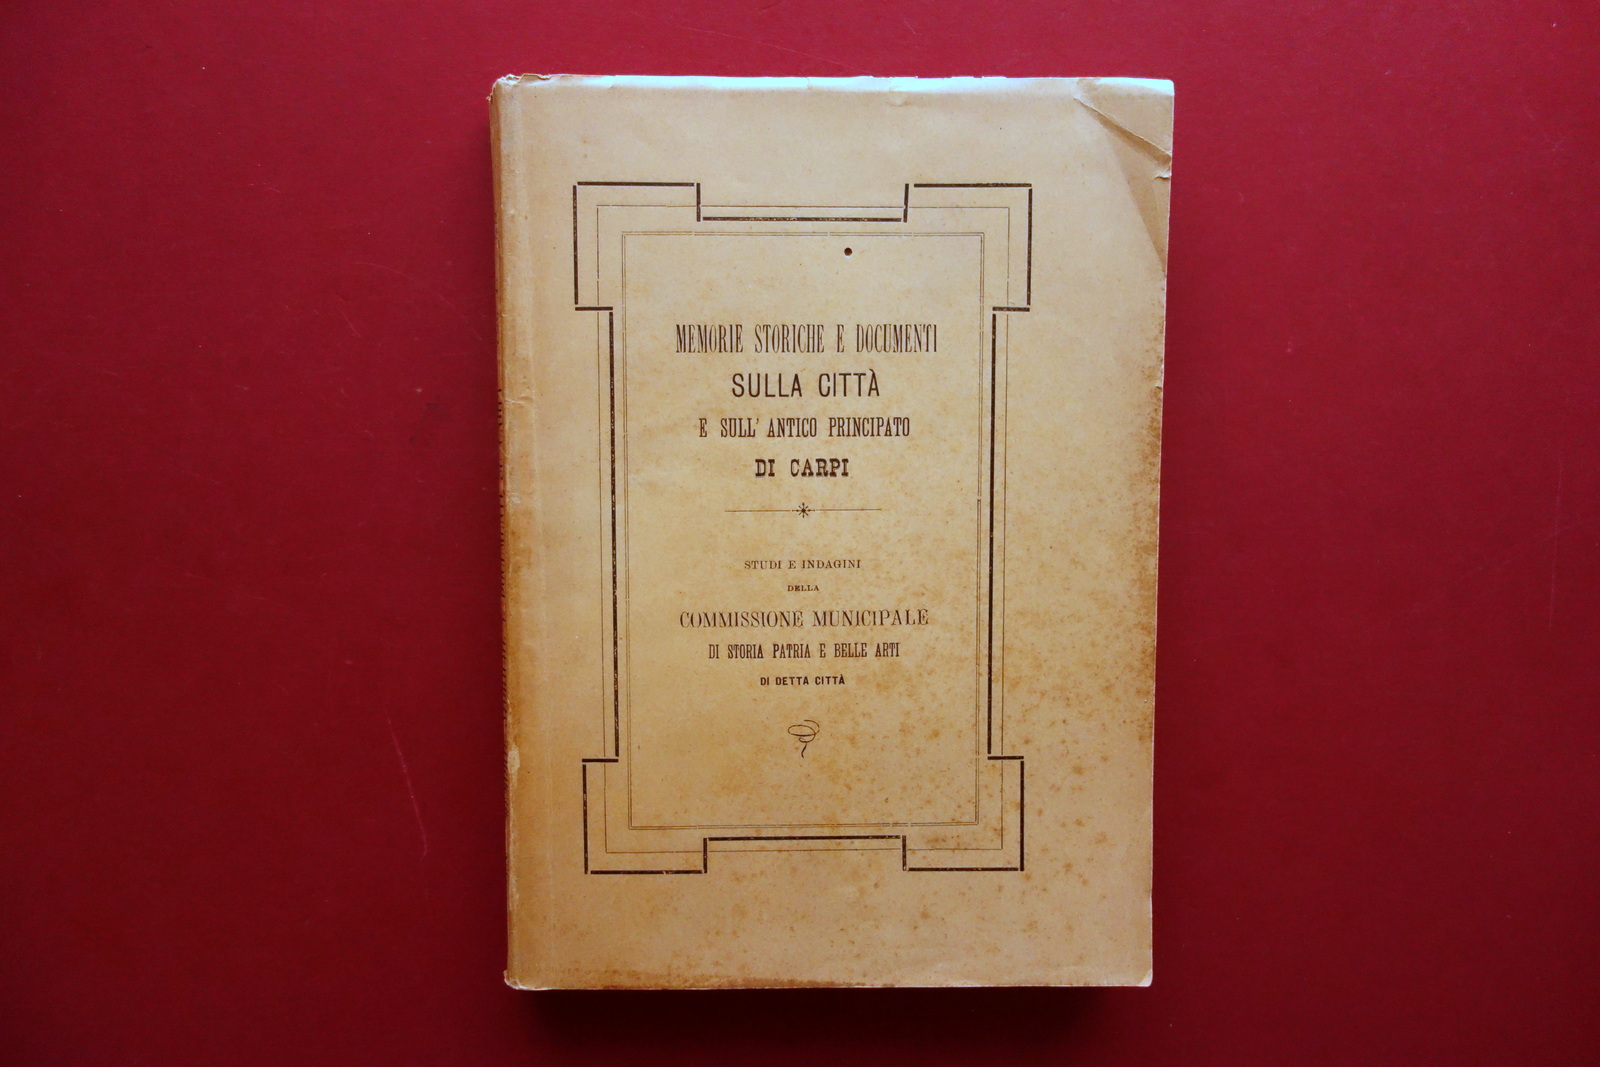 MEMORIE STORICHE E DOCUMENTI
SULLA CITTÀ
E SULL' ANTICO PRINCIPATO
DI CARPI
STUDI E INDAGINI
DELLA
COMMISSIONE MUNICIPALE
DI STORIA PATRIA E BELLE ARTI
DI DETTA CITTÀ